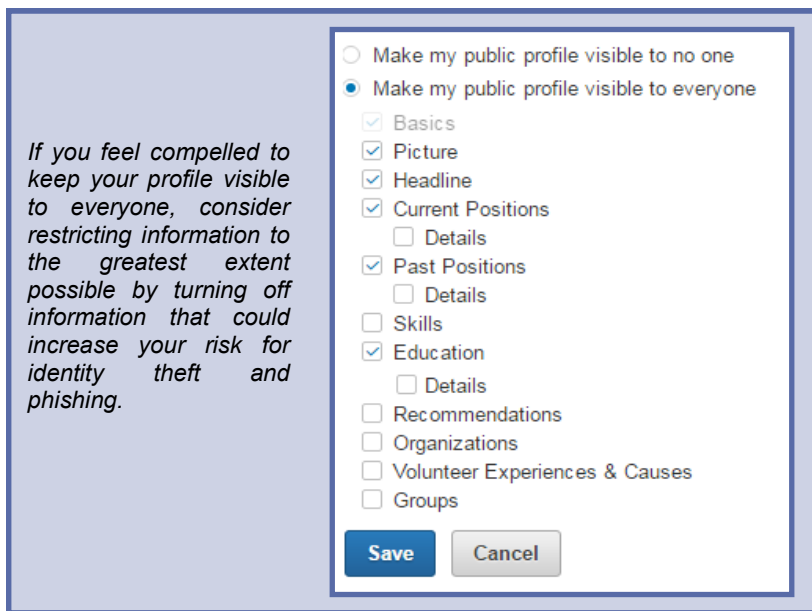 If you feel compelled to
keep your profile visible
to everyone, consider
restricting information to
the greatest extent
possible by turning off
information that could
increase your risk for
identity theft and
phishing.
Make my public profile visible to no one
Make my public profile visible to everyone
Basics
Picture
Headline
Current Positions
Details
Past Positions
Details
Skills
Education
Details
Recommendations
Organizations
Volunteer Experiences & Causes
Groups
Save
Cancel